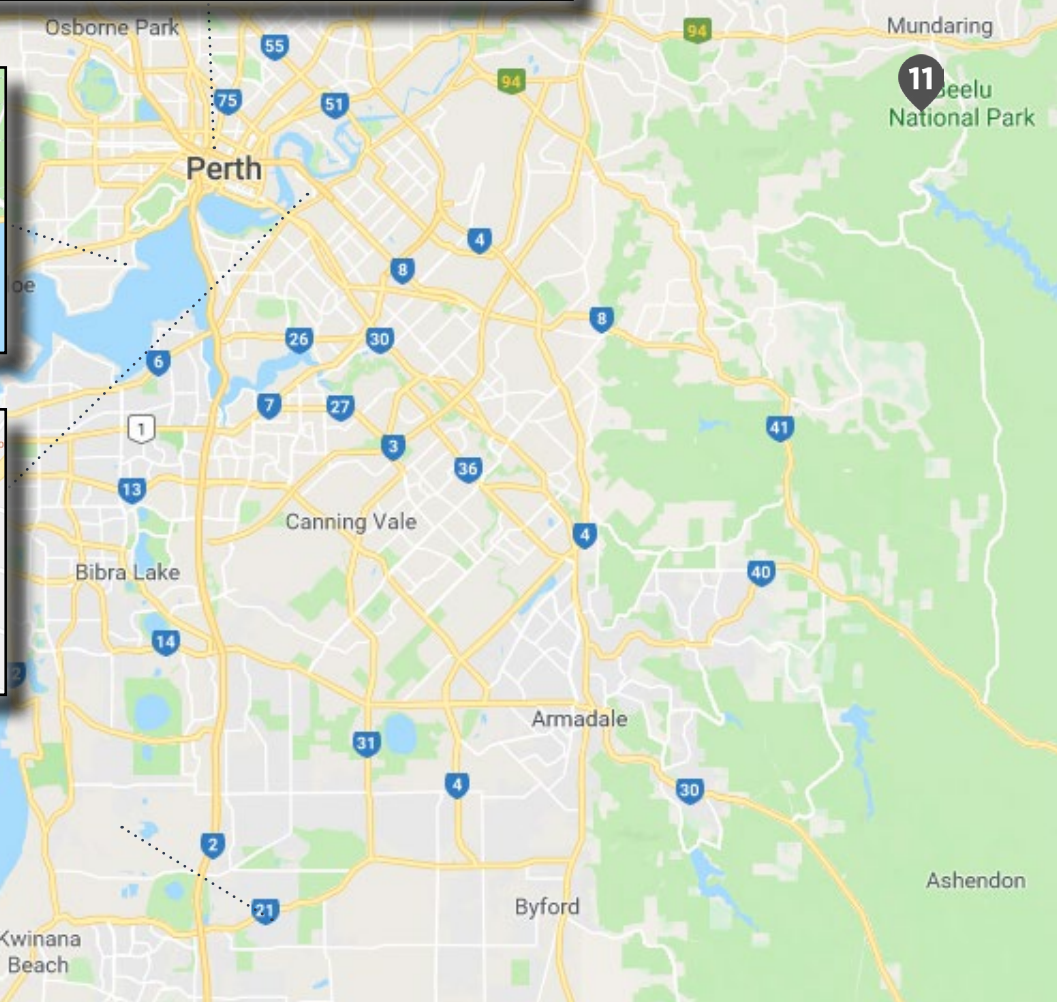 Osborne Park
Mundaring
94
55
94
75
51
11
Beelu
National Park
Perth
4
8
oe
8
26
30
6
7
27
1
41
3
36
13
Canning Vale
4
Bibra Lake
40
14
2
Armadale
31
4
30
2
Ashendon
21
Byford
Kwinana
Beach